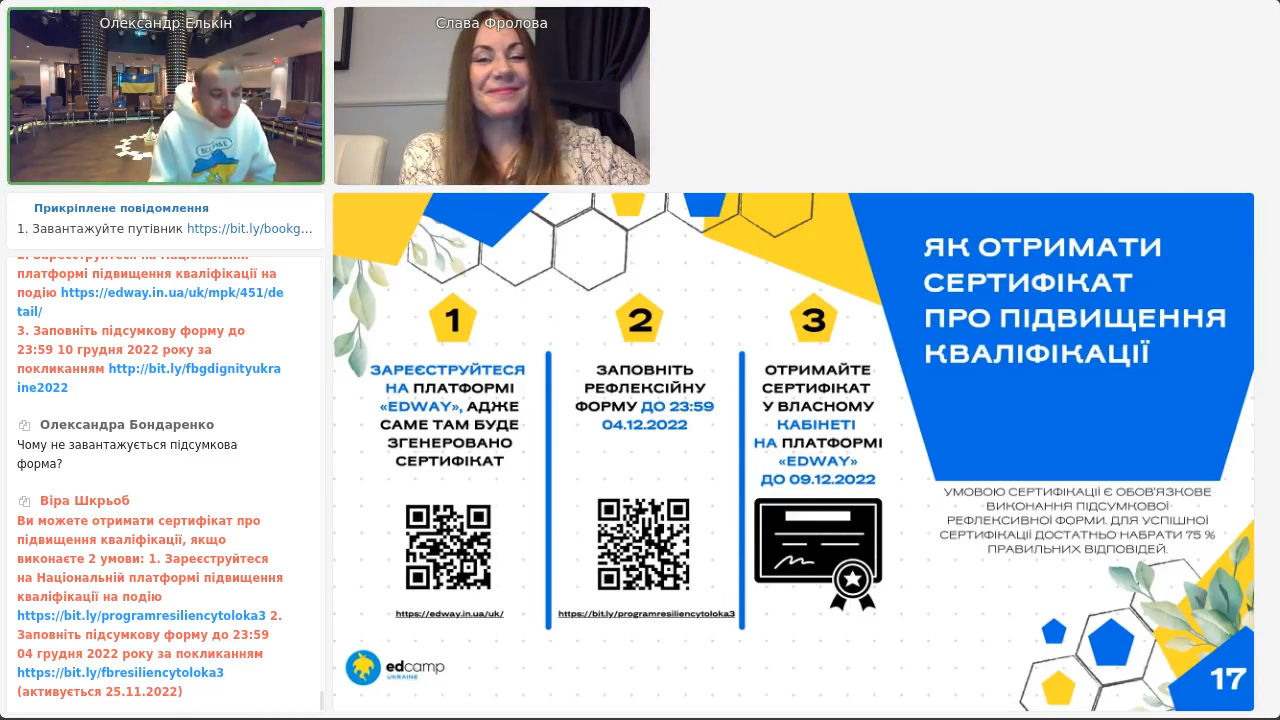 Олександр Елькін
Слава Фролова
Прикріплене повідомлення
1. Завантажуйте путівник https://bit.ly/bookg...
платформі підвищення кваліфікації на
подію https://edway.in.ua/uk/mpk/451/de
tail/
3. Заповніть підсумкову форму до
23:59 10 грудня 2022 року за
покликанням http://bit.ly/fbgdignityukra
ine2022
Олександра Бондаренко
Чому не завантажується підсумкова
форма?
Віра Шкрьоб
Ви можете отримати сертифікат про
підвищення кваліфікації, якщо
виконаєте 2 умови: 1. Зареєструйтеся
на Національній платформі підвищення
кваліфікації на подію
https://bit.ly/programresiliencytoloka3 2.
Заповніть підсумкову форму до 23:59
04 грудня 2022 року за покликанням
https://bit.ly/fbresiliencytoloka3
(активується 25.11.2022)
1
ЗАРЕЄСТРУЙТЕСЯ
НА ПЛАТФОРМІ
«EDWAY», АДЖЕ
САМЕ ТАМ БУДЕ
ЗГЕНЕРОВАНО
СЕРТИФІКАТ
https://edway.in.ua/uk/
2
ЗАПОВНІТЬ
РЕФЛЕКСІЙНУ
ФОРМУ ДО 23:59
04.12.2022
https://bit.ly/programresiliencytoloka3
3
ОТРИМАЙТЕ
СЕРТИФІКАТ
У ВЛАСНОМУ
КАБІНЕТІ
НА ПЛАТФОРМІ
«EDWAY»
ДО 09.12.2022
ЯК ОТРИМАТИ
СЕРТИФІКАТ
ПРО ПІДВИЩЕННЯ
КВАЛІФІКАЦІЇ
УМОВОЮ СЕРТИФІКАЦІЇ Є ОБОВ'ЯЗКОВЕ
ВИКОНАННЯ ПІДСУМКОВОЇ
РЕФЛЕКСИВНОЇ ФОРМИ. ДЛЯ УСПІШНОЇ
СЕРТИФІКАЦІЇ ДОСТАТНЬО НАБРАТИ 75 %
ПРАВИЛЬНИХ ВІДПОВІДЕЙ.
edcamp
UKRAINE
17